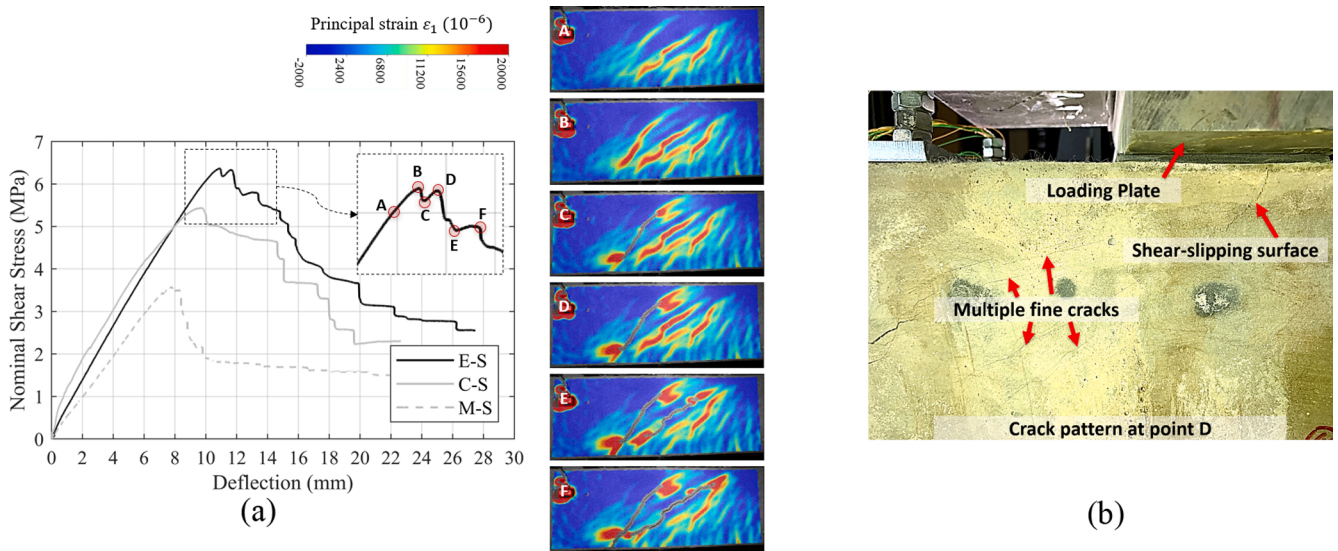 Principal strain ε₁ (10⁻⁶)
-2000
2400
6800
11200
15600
20000
Nominal Shear Stress (MPa)
7
6
5
4
3
2
1
0
0 2 4 6 8 10 12 14 16 18 20 22 24 26 28 30
Deflection (mm)
A
B
C
D
E
F
E-S
C-S
M-S
(a)
A
B
C
D
E
F
Loading Plate
Shear-slipping surface
Multiple fine cracks
Crack pattern at point D
(b)